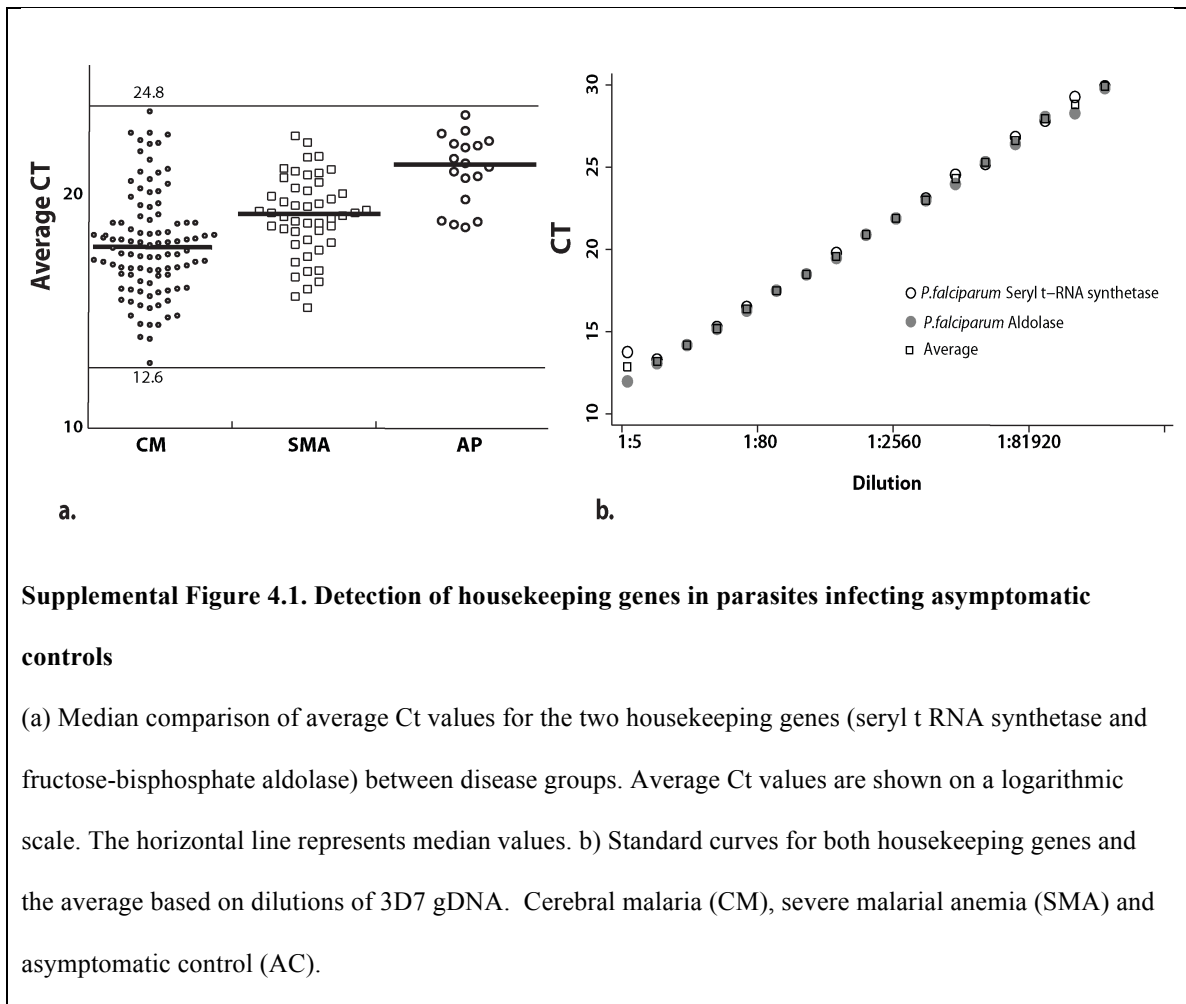 24.8
20
Average CT
12.6
10
CM
SMA
AP
a.
30
25
20
15
10
CT
P.falciparum Seryl t–RNA synthetase
P.falciparum Aldolase
Average
1:5
1:80
1:2560
1:81920
Dilution
b.
Supplemental Figure 4.1. Detection of housekeeping genes in parasites infecting asymptomatic
controls
(a) Median comparison of average Ct values for the two housekeeping genes (seryl t RNA synthetase and
fructose-bisphosphate aldolase) between disease groups. Average Ct values are shown on a logarithmic
scale. The horizontal line represents median values. b) Standard curves for both housekeeping genes and
the average based on dilutions of 3D7 gDNA. Cerebral malaria (CM), severe malarial anemia (SMA) and
asymptomatic control (AC).